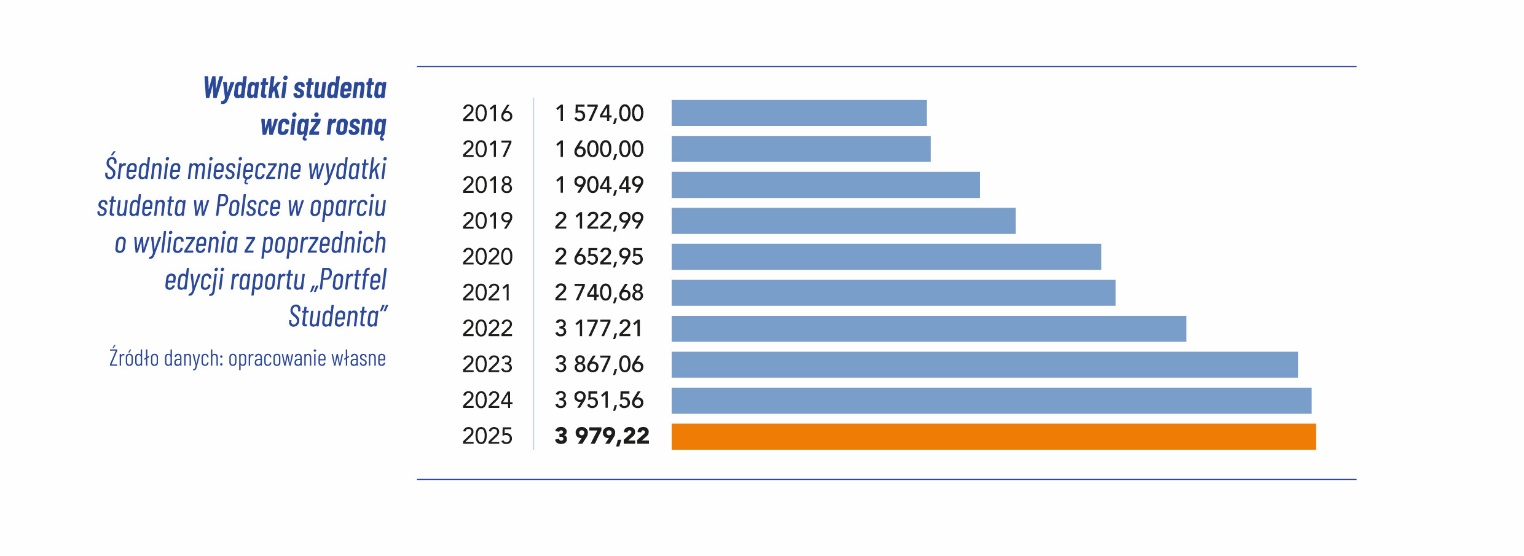 Wydatki studenta
wciąż rosną
Średnie miesięczne wydatki
studenta w Polsce w oparciu
o wyliczenia z poprzednich
edycji raportu „Portfel
Studenta”
Źródło danych: opracowanie własne
2016 1 574,00
2017 1 600,00
2018 1 904,49
2019 2 122,99
2020 2 652,95
2021 2 740,68
2022 3 177,21
2023 3 867,06
2024 3 951,56
2025 3 979,22